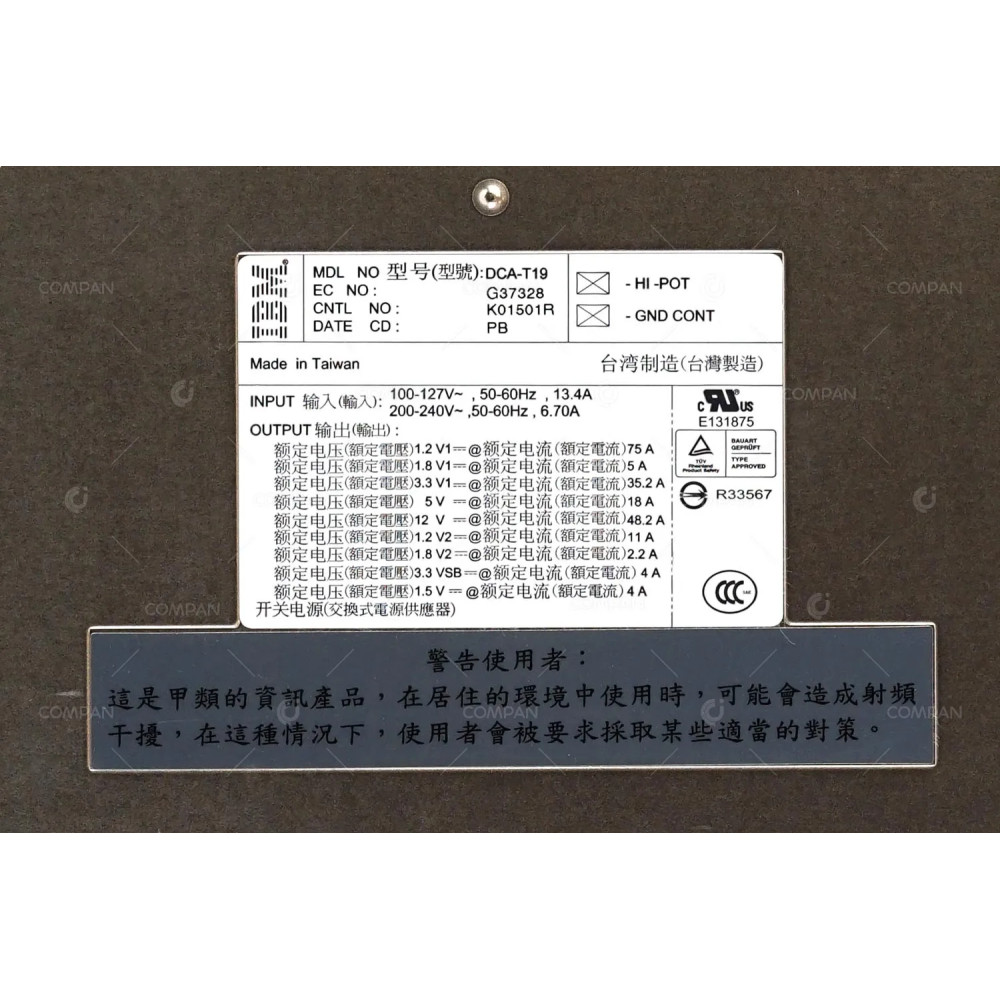 IBM®
MDL NO 型号(型號):DCA-T19
EC NO: G37328
CNTL NO: K01501R
DATE CD: PB
- HI -POT
- GND CONT
Made in Taiwan 台湾制造(台灣製造)
INPUT 输入(輸入): 100-127V~ , 50-60Hz , 13.4A
200-240V~ ,50-60Hz , 6.70A
OUTPUT 输出(輸出) :
额定电压(額定電壓)1.2 V1⎓@额定电流(額定電流)75 A
额定电压(額定電壓)1.8 V1⎓@额定电流(額定電流)5 A
额定电压(額定電壓)3.3 V1⎓@额定电流(額定電流)35.2 A
额定电压(額定電壓) 5 V ⎓@额定电流(額定電流)18 A
额定电压(額定電壓)12 V ⎓@额定电流(額定電流)48.2 A
额定电压(額定電壓)1.2 V2⎓@额定电流(額定電流)11 A
额定电压(額定電壓)1.8 V2⎓@额定电流(額定電流)2.2 A
额定电压(額定電壓)3.3 VSB⎓@额定电流(額定電流) 4 A
额定电压(額定電壓)1.5 V ⎓@额定电流(額定電流) 4 A
开关电源(交換式電源供應器)
C RU® US
E131875
TÜV
Rheinland
Product Safety
BAUART
GEPRÜFT
TYPE
APPROVED
R33567
CCC
警告使用者：
這是甲類的資訊產品，在居住的環境中使用時，可能會造成射頻
干擾，在這種情況下，使用者會被要求採取某些適當的對策。
COMPAN